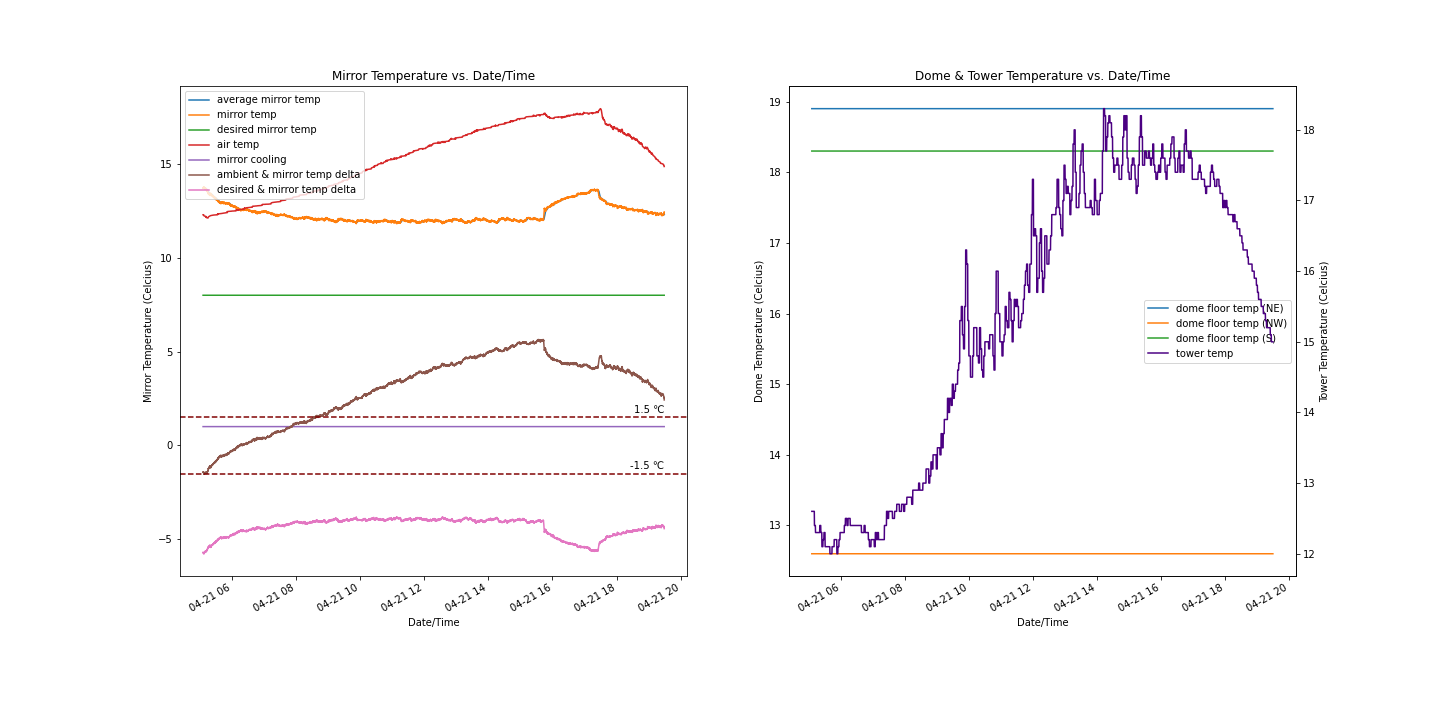 Mirror Temperature vs. Date/Time
average mirror temp
mirror temp
desired mirror temp
air temp
mirror cooling
ambient & mirror temp delta
desired & mirror temp delta
15
10
5
0
−5
Mirror Temperature (Celcius)
1.5 °C
-1.5 °C
04-21 06
04-21 08
04-21 10
04-21 12
04-21 14
04-21 16
04-21 18
04-21 20
Date/Time
Dome & Tower Temperature vs. Date/Time
19
18
17
16
15
14
13
Dome Temperature (Celcius)
dome floor temp (NE)
dome floor temp (NW)
dome floor temp (S)
tower temp
18
17
16
15
14
13
12
Tower Temperature (Celcius)
04-21 06
04-21 08
04-21 10
04-21 12
04-21 14
04-21 16
04-21 18
04-21 20
Date/Time